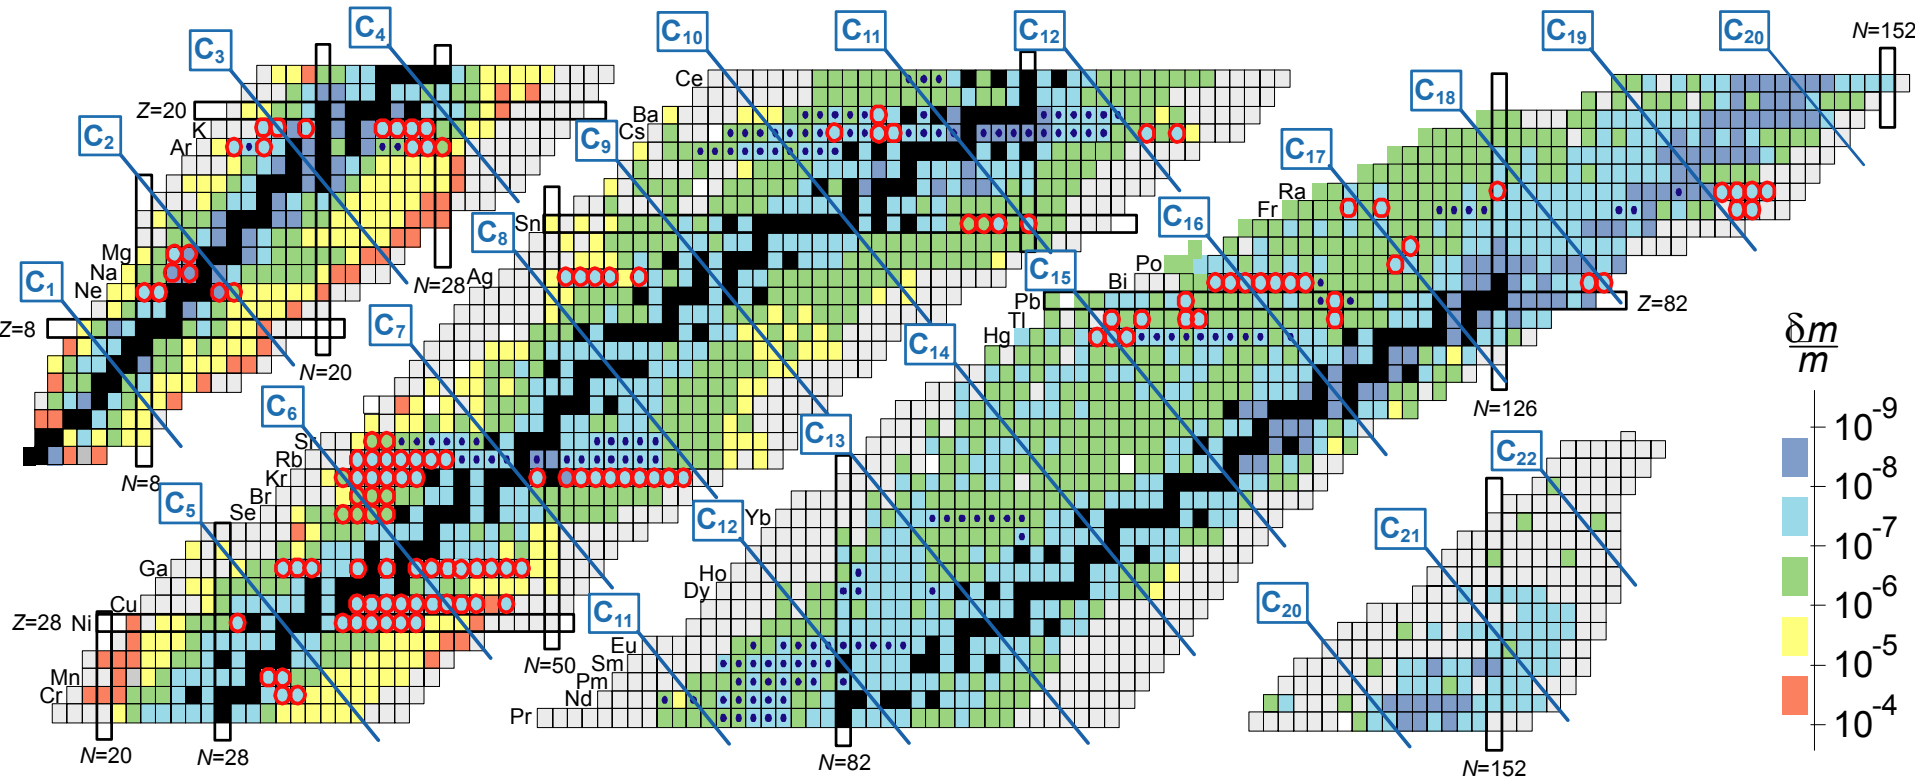 C₁
C₂
C₃
C₄
C₅
C₆
C₇
C₈
C₉
C₁₀
C₁₁
C₁₂
C₁₁
C₁₂
C₁₃
C₁₄
C₁₅
C₁₆
C₁₇
C₁₈
C₁₉
C₂₀
C₂₀
C₂₁
C₂₂
Z=20
K
Ar
Mg
Na
Ne
Z=8
N=8
N=20
N=28
Ce
Ba
Cs
Sn
Ag
Sr
Rb
Kr
Br
Se
Ga
Cu
Z=28 Ni
Mn
Cr
N=20
N=28
N=50
Ra
Fr
Po
Bi
Pb
Tl
Hg
Yb
Ho
Dy
Eu
Sm
Pm
Nd
Pr
N=82
Z=82
N=126
N=152
N=152
δm
m
10⁻⁹
10⁻⁸
10⁻⁷
10⁻⁶
10⁻⁵
10⁻⁴